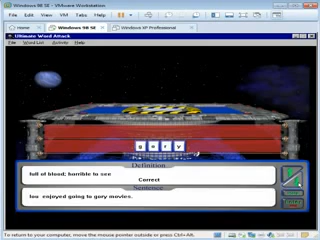 Windows 98 SE - VMware Workstation
File Edit View VM Tabs Help
Home Windows 98 SE Windows XP Professional
Ultimate Word Attack
File Word List Activity Help
g o r y
Definition
full of blood; horrible to see
Correct
Sentence
enjoyed going to gory movies.
To return to your computer, move the mouse pointer outside or press Ctrl+Alt.